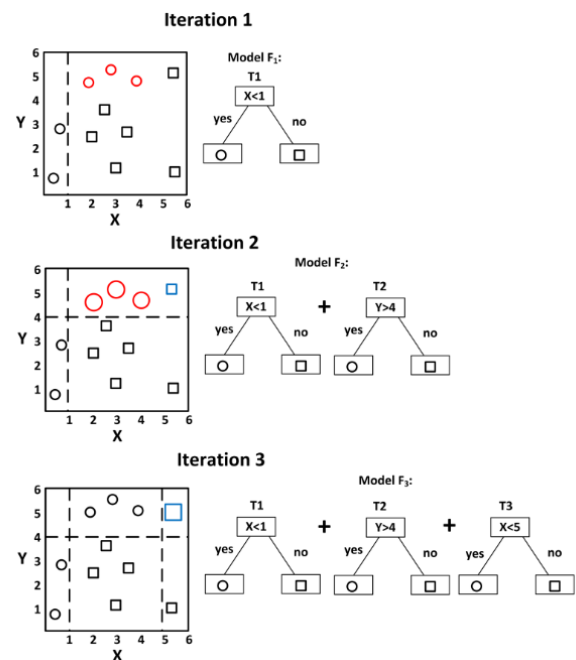 Iteration 1
6
5
4
Y 3
2
1
1 2 3 4 5 6
X
Model F₁:
T1
X<1
yes no
Iteration 2
6
5
4
Y 3
2
1
1 2 3 4 5 6
X
Model F₂:
T1 + T2
X<1 Y>4
yes no yes no
Iteration 3
6
5
4
Y 3
2
1
1 2 3 4 5 6
X
Model F₃:
T1 T2 T3
X<1 + Y>4 + X<5
yes no yes no yes no